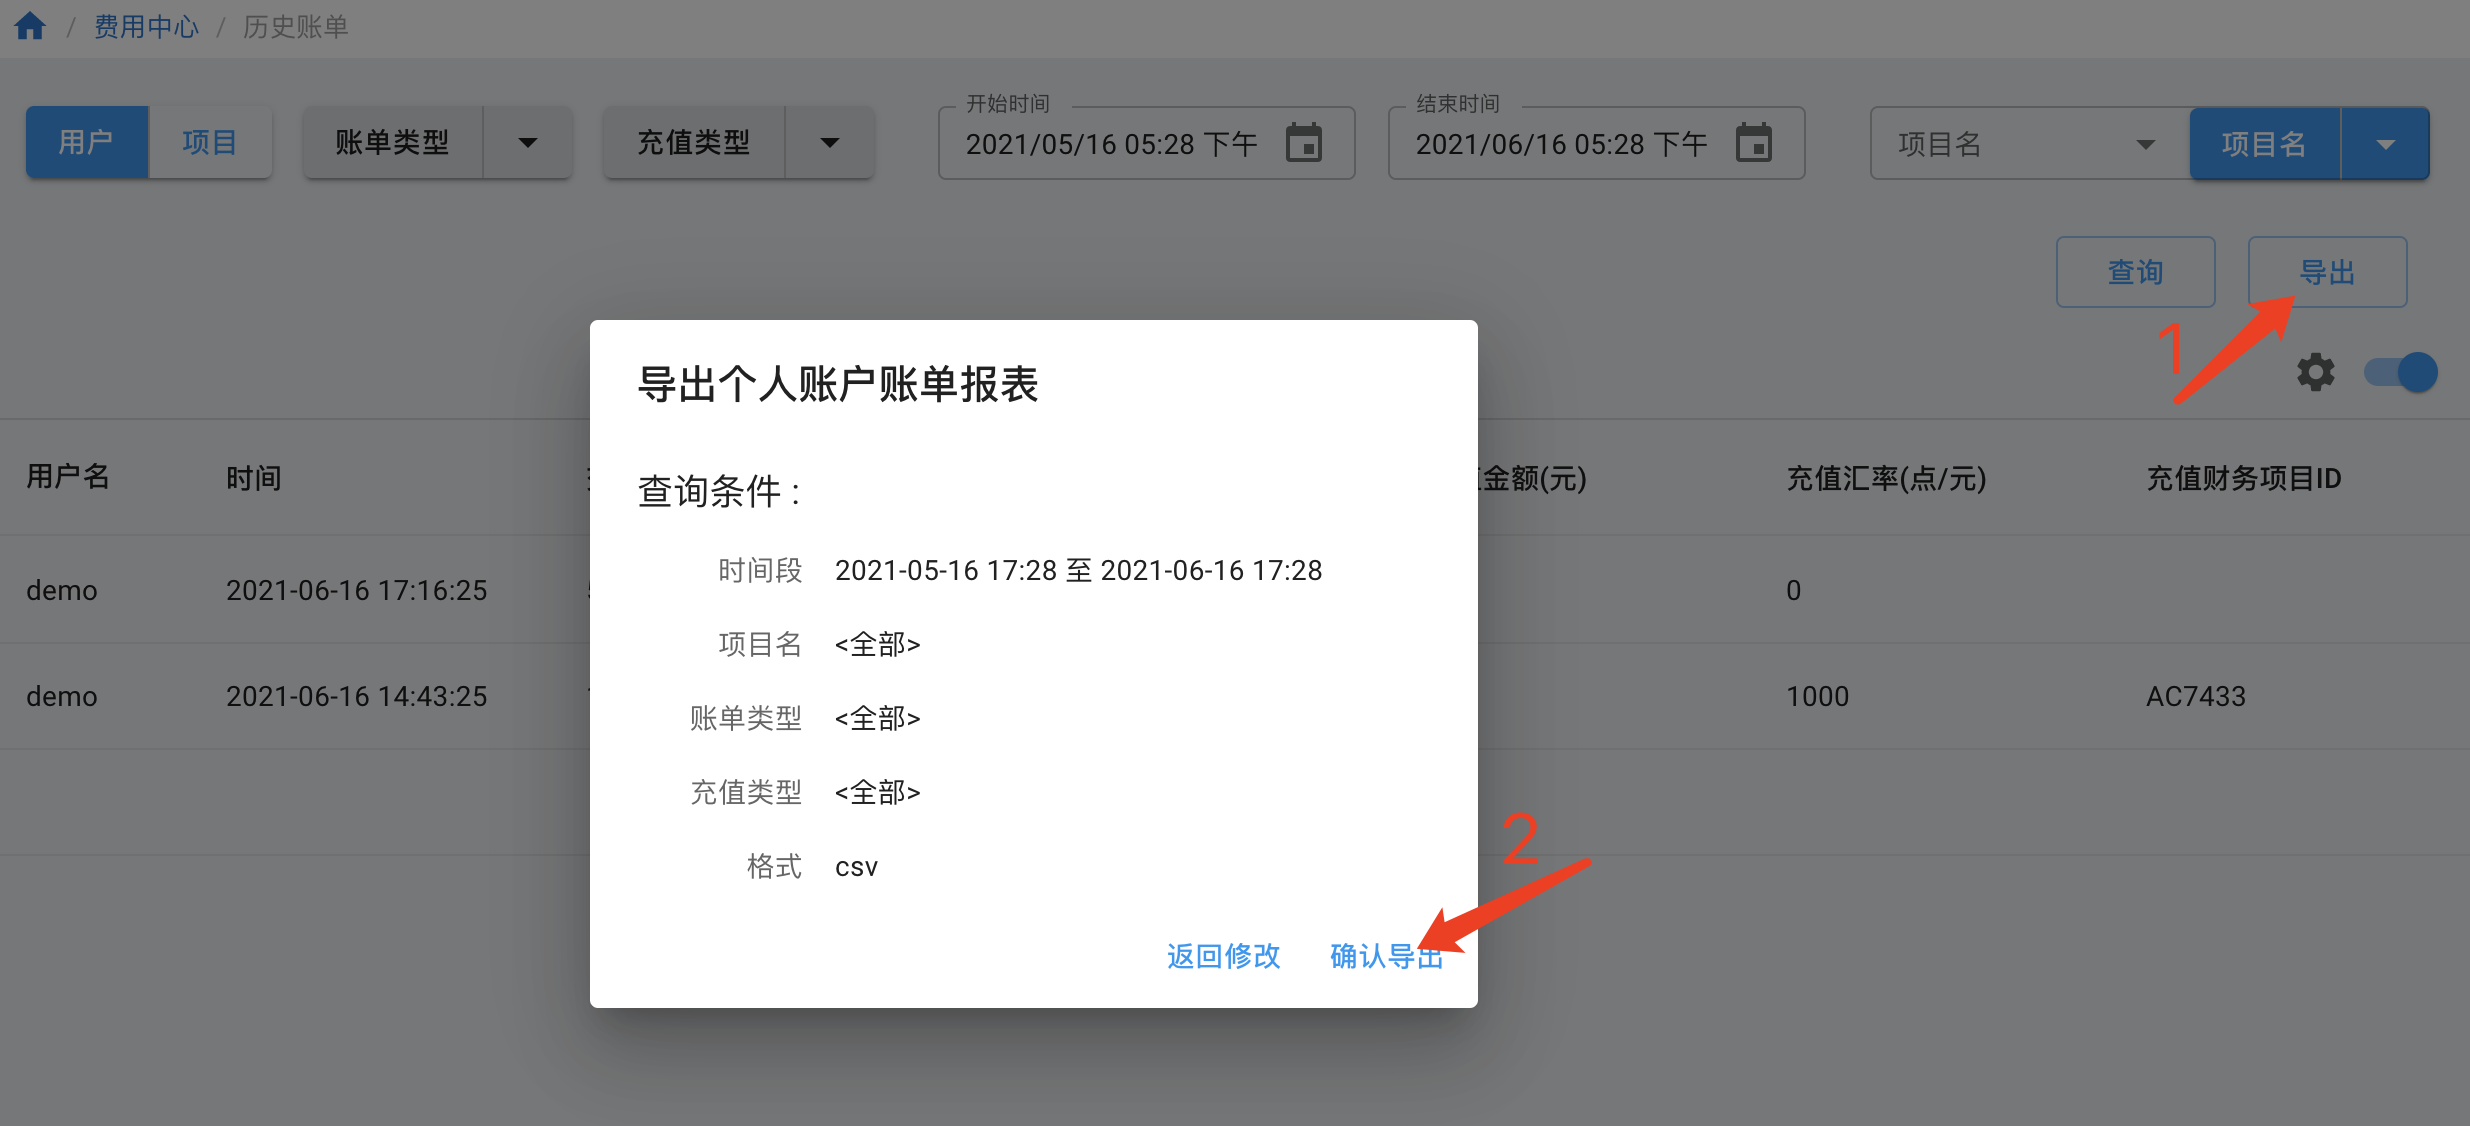 / 费用中心 / 历史账单
开始时间
结束时间
用户 项目 账单类型 充值类型 2021/05/16 05:28 下午 2021/06/16 05:28 下午 项目名 项目名
查询 导出
1
导出个人账户账单报表
用户名 时间 金额(元) 充值汇率(点/元) 充值财务项目ID
查询条件 :
时间段 2021-05-16 17:28 至 2021-06-16 17:28
demo 2021-06-16 17:16:25 0
项目名 <全部>
demo 2021-06-16 14:43:25 1000 AC7433
账单类型 <全部>
充值类型 <全部>
2
格式 csv
返回修改 确认导出